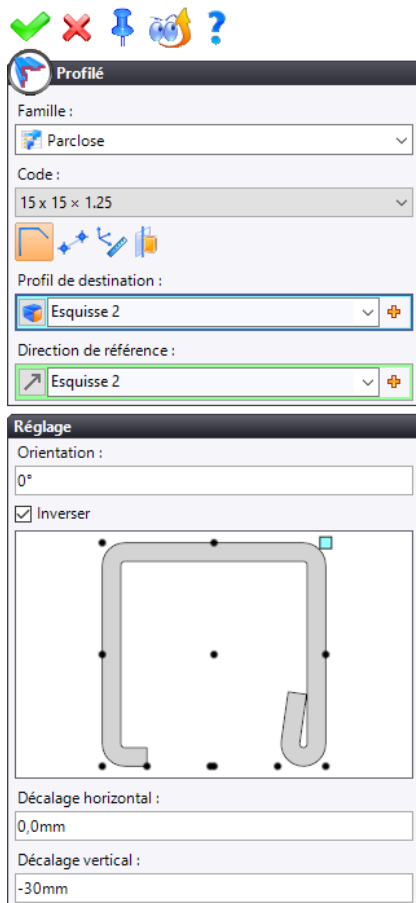 ?
Profilé
Famille :
Parclose
Code :
15 x 15 × 1.25
Profil de destination :
Esquisse 2
Direction de référence :
Esquisse 2
Réglage
Orientation :
0°
Inverser
Décalage horizontal :
0,0mm
Décalage vertical :
-30mm